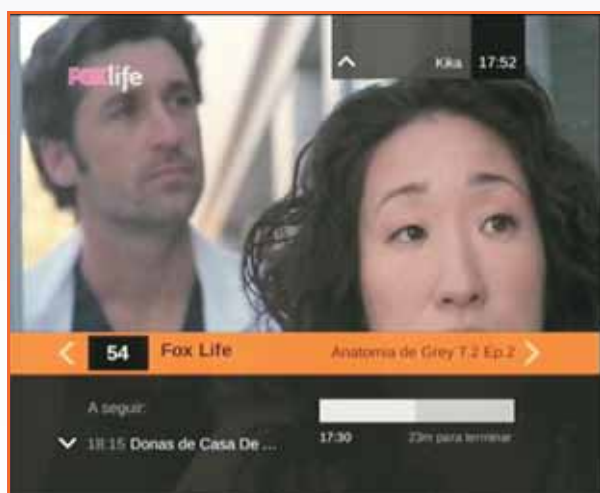 FOX life
Kika 17:52
54 Fox Life Anatomia de Grey T.2 Ep.2
A seguir:
18:15 Donas de Casa De ...
17:30 23m para terminar